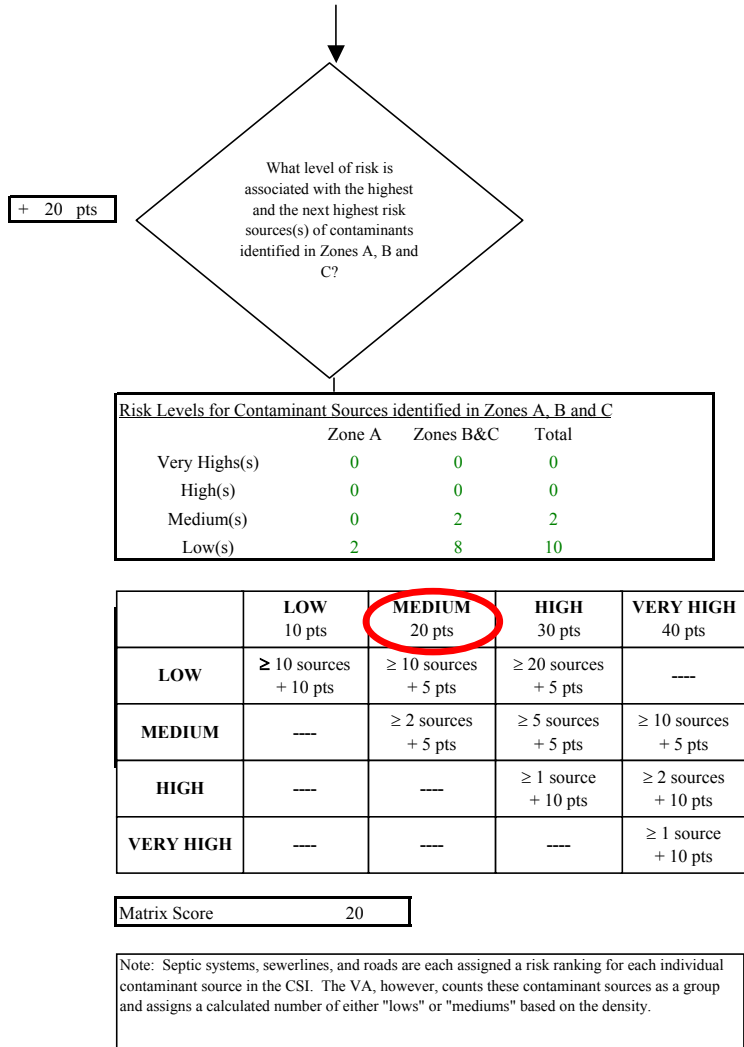 What level of risk is
associated with the highest
and the next highest risk
sources(s) of contaminants
identified in Zones A, B and
C?
+ 20 pts
Risk Levels for Contaminant Sources identified in Zones A, B and C
Zone A Zones B&C Total
Very Highs(s) 0 0 0
High(s) 0 0 0
Medium(s) 0 2 2
Low(s) 2 8 10
LOW MEDIUM HIGH VERY HIGH
10 pts 20 pts 30 pts 40 pts
LOW ≥ 10 sources ≥ 10 sources ≥ 20 sources ----
+ 10 pts + 5 pts + 5 pts
MEDIUM ---- ≥ 2 sources ≥ 5 sources ≥ 10 sources
+ 5 pts + 5 pts + 5 pts
HIGH ---- ---- ≥ 1 source ≥ 2 sources
+ 10 pts + 10 pts
VERY HIGH ---- ---- ---- ≥ 1 source
+ 10 pts
Matrix Score 20
Note: Septic systems, sewerlines, and roads are each assigned a risk ranking for each individual
contaminant source in the CSI. The VA, however, counts these contaminant sources as a group
and assigns a calculated number of either "lows" or "mediums" based on the density.